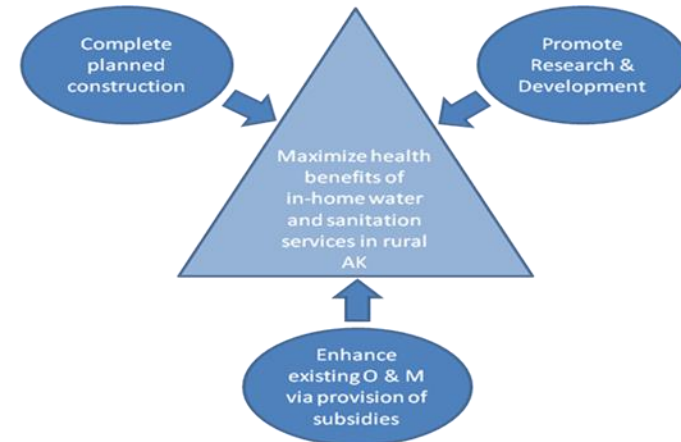 Complete
planned
construction
Promote
Research &
Development
Maximize health
benefits of
in-home water
and sanitation
services in rural
AK
Enhance
existing O & M
via provision of
subsidies